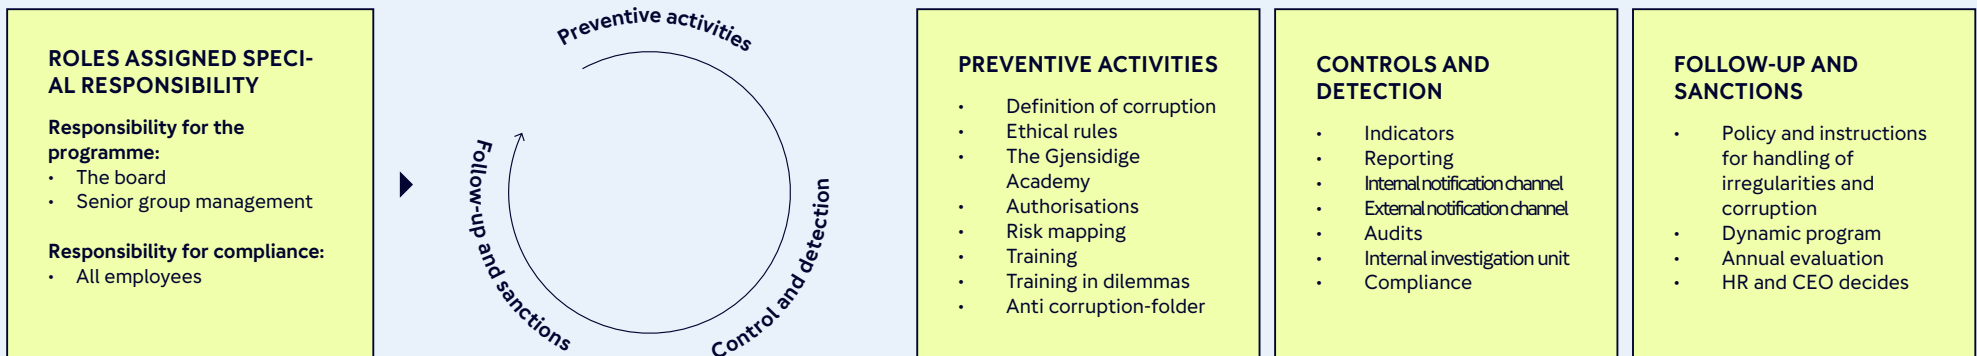 ROLES ASSIGNED SPECI-
AL RESPONSIBILITY
Responsibility for the
programme:
• The board
• Senior group management
Responsibility for compliance:
• All employees
Preventive activities
Control and detection
Follow-up and sanctions
PREVENTIVE ACTIVITIES
• Definition of corruption
• Ethical rules
• The Gjensidige
Academy
• Authorisations
• Risk mapping
• Training
• Training in dilemmas
• Anti corruption-folder
CONTROLS AND
DETECTION
• Indicators
• Reporting
• Internal notification channel
• External notification channel
• Audits
• Internal investigation unit
• Compliance
FOLLOW-UP AND
SANCTIONS
• Policy and instructions
for handling of
irregularities and
corruption
• Dynamic program
• Annual evaluation
• HR and CEO decides